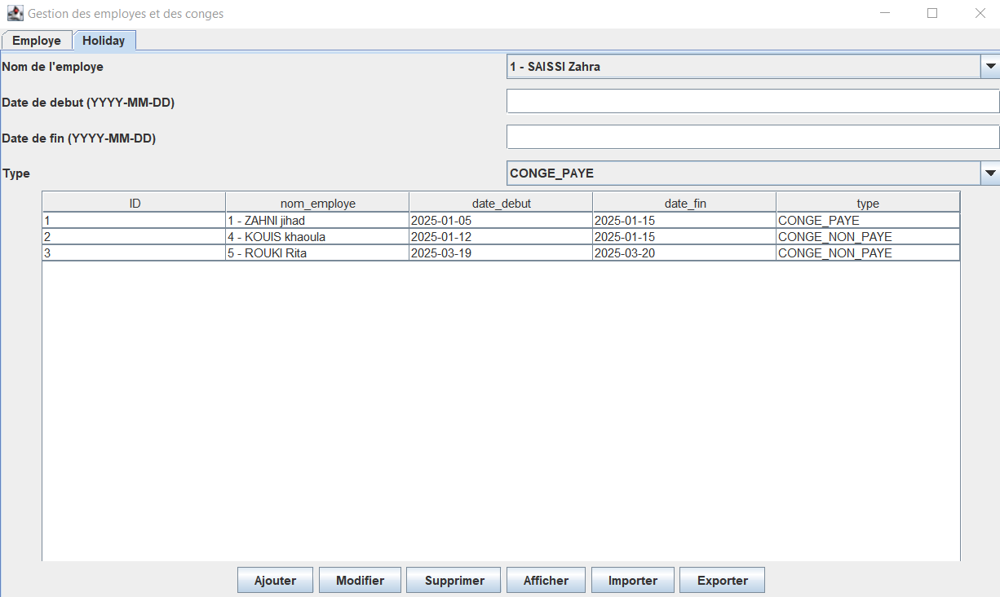 Gestion des employes et des conges
Employe Holiday
Nom de l'employe 1 - SAISSI Zahra
Date de debut (YYYY-MM-DD)
Date de fin (YYYY-MM-DD)
Type CONGE_PAYE
ID nom_employe date_debut date_fin type
1 1 - ZAHNI jihad 2025-01-05 2025-01-15 CONGE_PAYE
2 4 - KOUIS khaoula 2025-01-12 2025-01-15 CONGE_NON_PAYE
3 5 - ROUKI Rita 2025-03-19 2025-03-20 CONGE_NON_PAYE
Ajouter Modifier Supprimer Afficher Importer Exporter